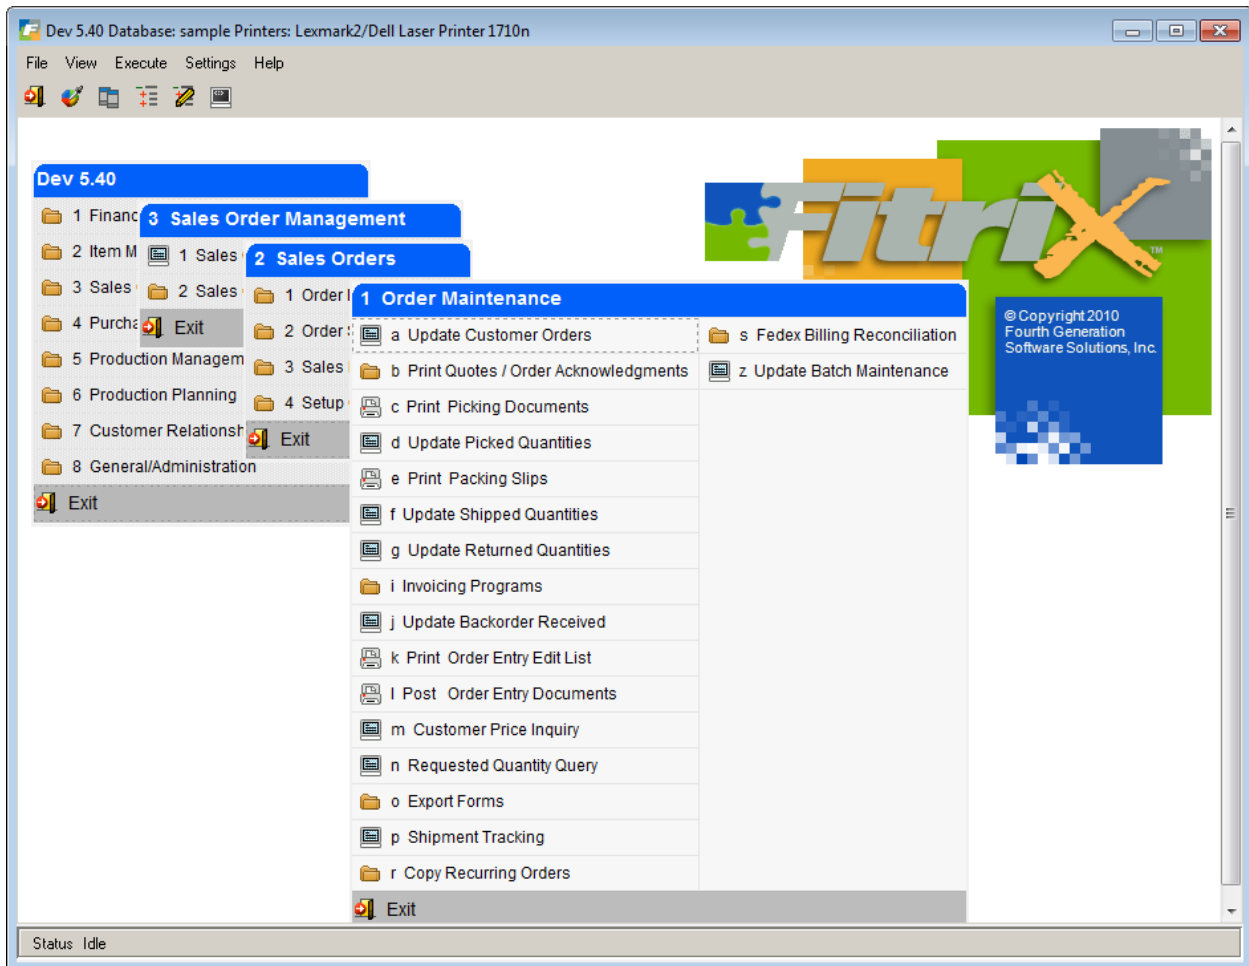 Dev 5.40 Database: sample Printers: Lexmark2/Dell Laser Printer 1710n
File View Execute Settings Help
Dev 5.40
1 Financ
2 Item M
3 Sales
4 Purcha
5 Production Managem
6 Production Planning
7 Customer Relationsh
8 General/Administration
Exit
3 Sales Order Management
1 Sales
2 Sales
Exit
2 Sales Orders
1 Order
2 Order
3 Sales
4 Setup
Exit
1 Order Maintenance
a Update Customer Orders
b Print Quotes / Order Acknowledgments
c Print Picking Documents
d Update Picked Quantities
e Print Packing Slips
f Update Shipped Quantities
g Update Returned Quantities
i Invoicing Programs
j Update Backorder Received
k Print Order Entry Edit List
l Post Order Entry Documents
m Customer Price Inquiry
n Requested Quantity Query
o Export Forms
p Shipment Tracking
r Copy Recurring Orders
s Fedex Billing Reconciliation
z Update Batch Maintenance
Exit
FitriX™
© Copyright 2010
Fourth Generation
Software Solutions, Inc.
Status Idle